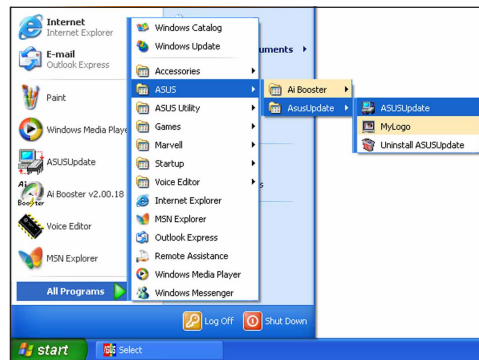 Internet
Internet Explorer
E-mail
Outlook Express
Paint
Windows Media Playe
ASUSUpdate
Ai Booster v2.00.18
Voice Editor
MSN Explorer
All Programs
Windows Catalog
Windows Update
Accessories
ASUS
ASUS Utility
Games
Marvell
Startup
Voice Editor
Internet Explorer
MSN Explorer
Outlook Express
Remote Assistance
Windows Media Player
Windows Messenger
uments
s
Ai Booster
AsusUpdate
ASUSUpdate
MyLogo
Uninstall ASUSUpdate
Log Off
Shut Down
start
Select